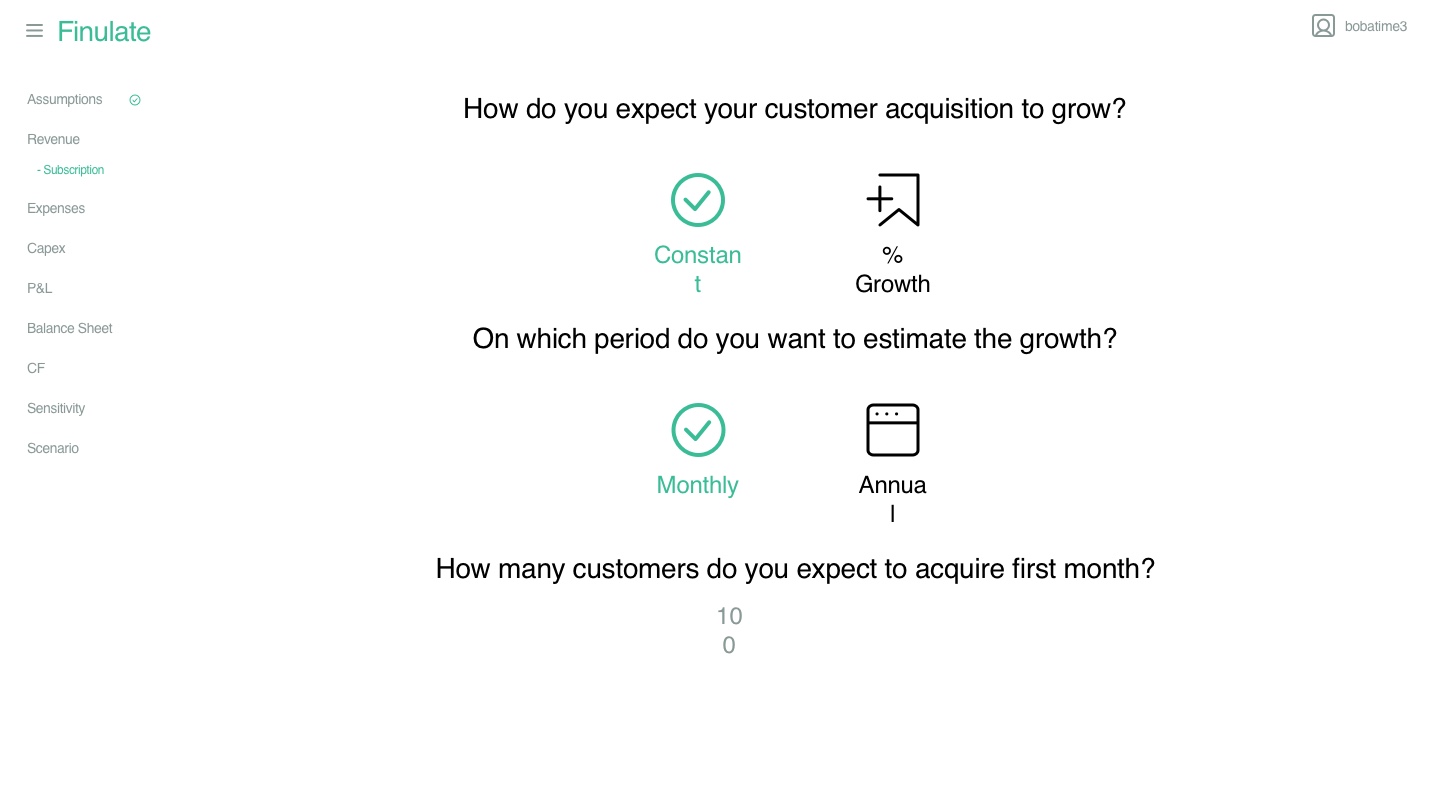 Finulate
bobatime3
Assumptions
Revenue
- Subscription
Expenses
Capex
P&L
Balance Sheet
CF
Sensitivity
Scenario
How do you expect your customer acquisition to grow?
Constan
t
%
Growth
On which period do you want to estimate the growth?
Monthly
Annua
l
How many customers do you expect to acquire first month?
10
0